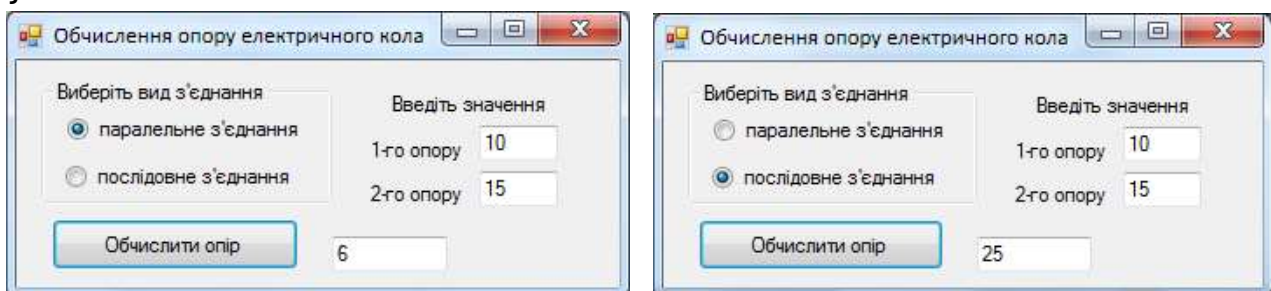 Обчислення опору електричного кола
Виберіть вид з'єднання
паралельне з'єднання
послідовне з'єднання
Введіть значення
1-го опору 10
2-го опору 15
Обчислити опір 6
Обчислення опору електричного кола
Виберіть вид з'єднання
паралельне з'єднання
послідовне з'єднання
Введіть значення
1-го опору 10
2-го опору 15
Обчислити опір 25